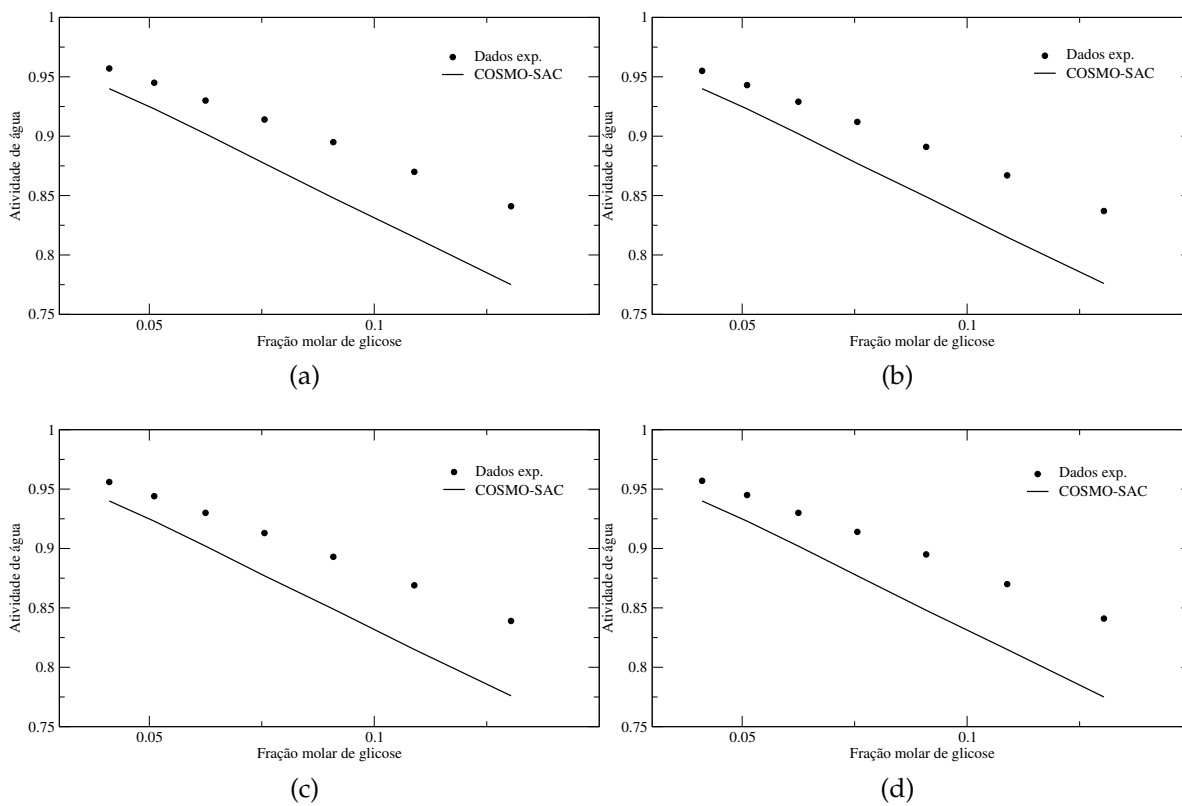 1
0.95
0.9
0.85
0.8
0.75
Atividade de água
Dados exp.
COSMO-SAC
0.05
0.1
Fração molar de glicose
(a)
1
0.95
0.9
0.85
0.8
0.75
Atividade de água
Dados exp.
COSMO-SAC
0.05
0.1
Fração molar de glicose
(b)
1
0.95
0.9
0.85
0.8
0.75
Atividade de água
Dados exp.
COSMO-SAC
0.05
0.1
Fração molar de glicose
(c)
1
0.95
0.9
0.85
0.8
0.75
Atividade de água
Dados exp.
COSMO-SAC
0.05
0.1
Fração molar de glicose
(d)